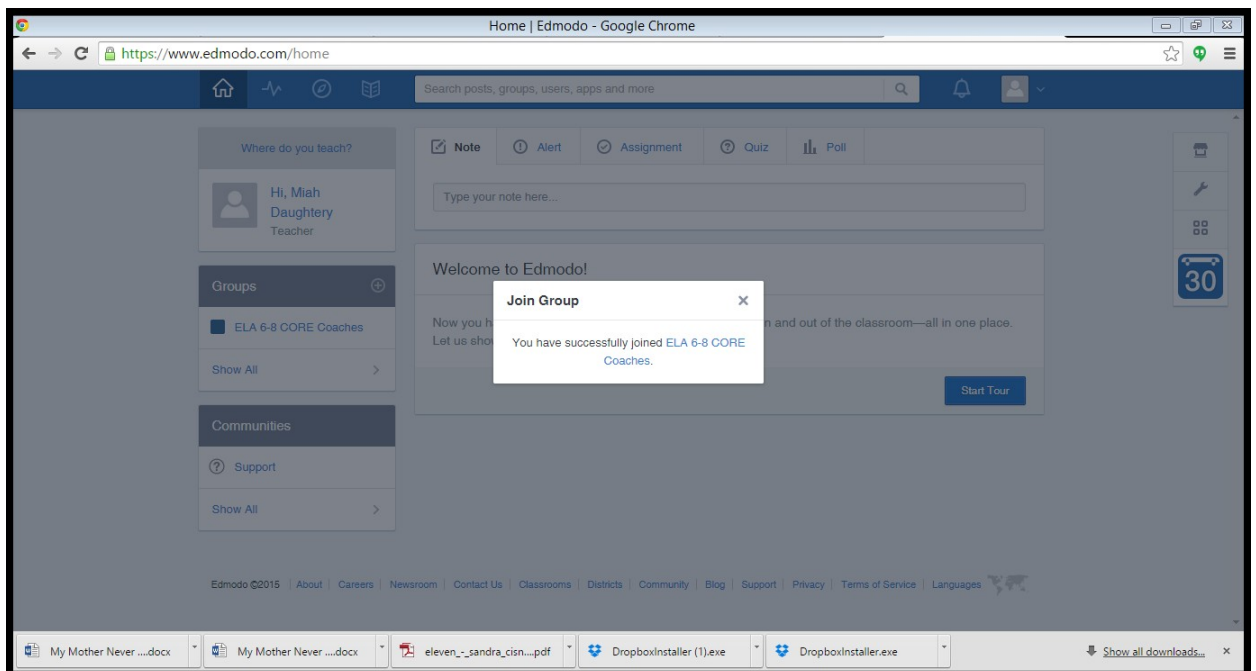 Home | Edmodo - Google Chrome
https://www.edmodo.com/home
Search posts, groups, users, apps and more
Where do you teach?
Hi, Miah
Daughtery
Teacher
Groups
ELA 6-8 CORE Coaches
Show All
Communities
Support
Show All
Note
Alert
Assignment
Quiz
Poll
Type your note here...
Welcome to Edmodo!
Now you h
n and out of the classroom—all in one place.
Let us sho
Start Tour
Join Group
You have successfully joined ELA 6-8 CORE
Coaches.
30
Edmodo ©2015 | About | Careers | Newsroom | Contact Us | Classrooms | Districts | Community | Blog | Support | Privacy | Terms of Service | Languages
My Mother Never ....docx
My Mother Never ....docx
eleven_-_sandra_cisn....pdf
DropboxInstaller (1).exe
DropboxInstaller.exe
Show all downloads...